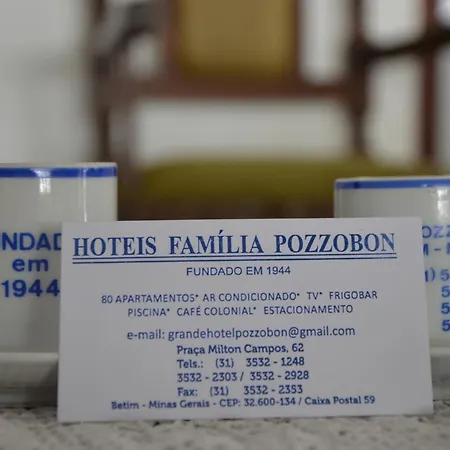 NDAD
em
1944
HOTEIS FAMÍLIA POZZOBON
FUNDADO EM 1944
80 APARTAMENTOS* AR CONDICIONADO* TV* FRIGOBAR
PISCINA* CAFÉ COLONIAL* ESTACIONAMENTO
e-mail: grandehotelpozzobon@gmail.com
Praça Milton Campos, 62
Tels.: (31) 3532 - 1248
3532 - 2303 / 3532 - 2928
Fax: (31) 3532 - 2353
Betim - Minas Gerais - CEP: 32.600-134 / Caixa Postal 59
POZZ